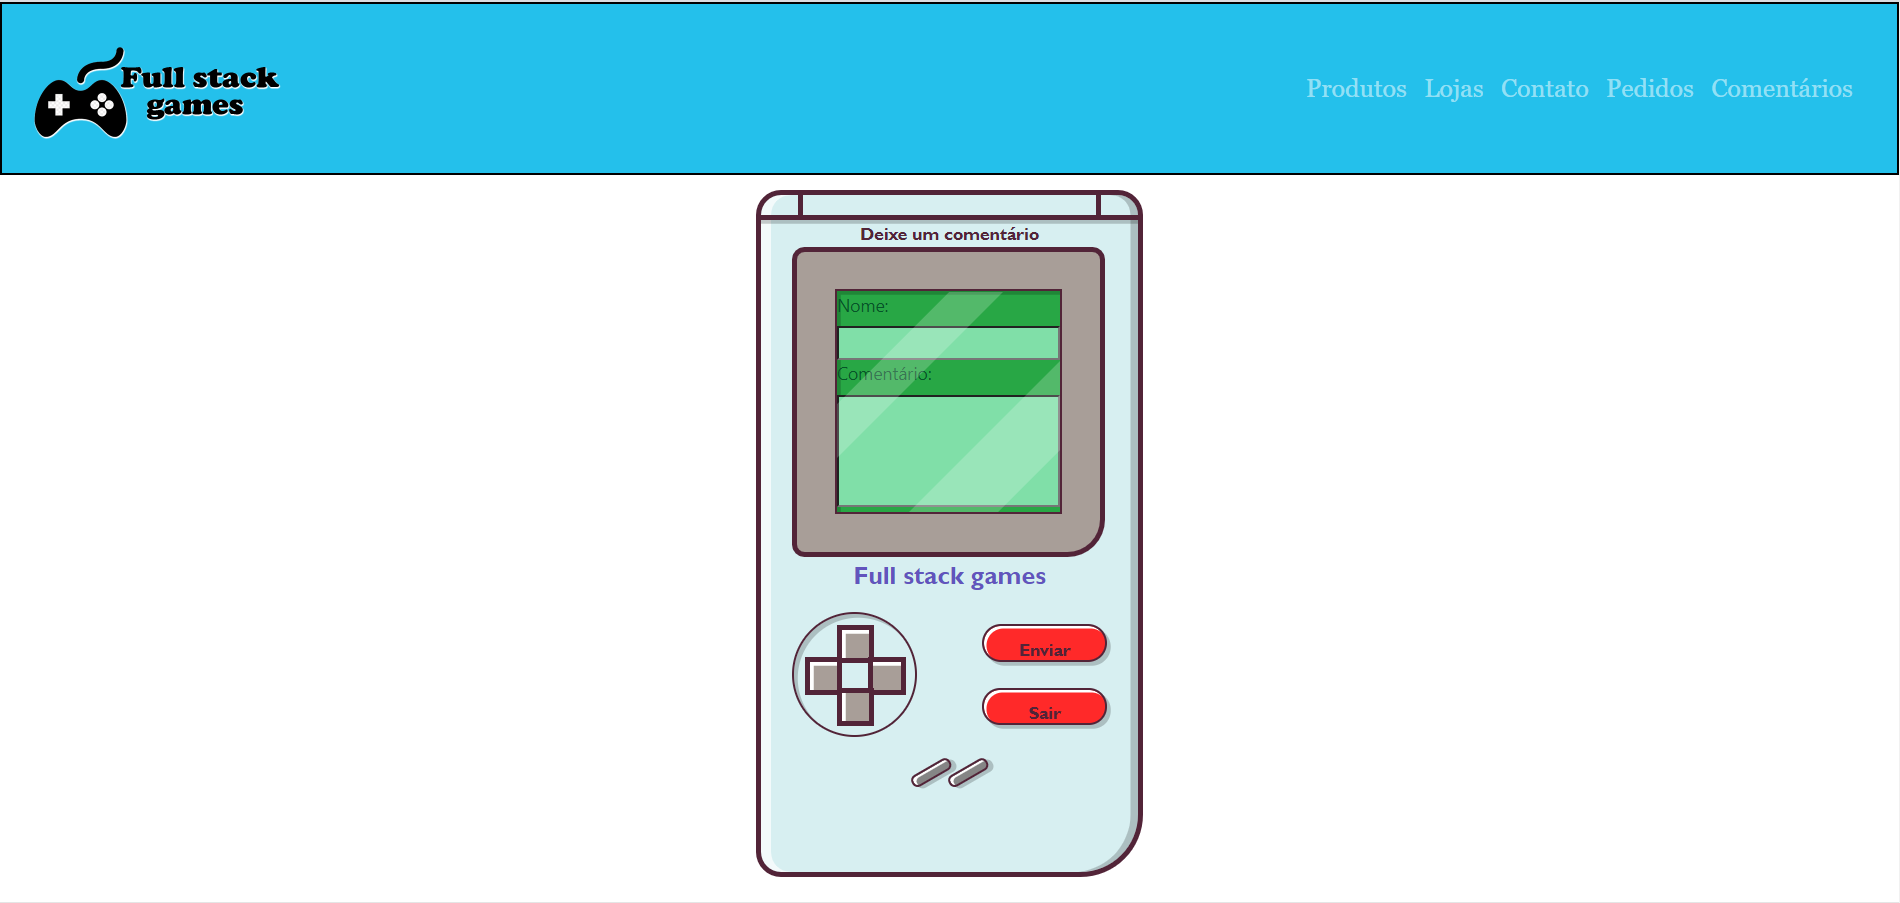 Full stack
games
Produtos Lojas Contato Pedidos Comentários
Deixe um comentário
Nome:
Comentário:
Full stack games
Enviar
Sair